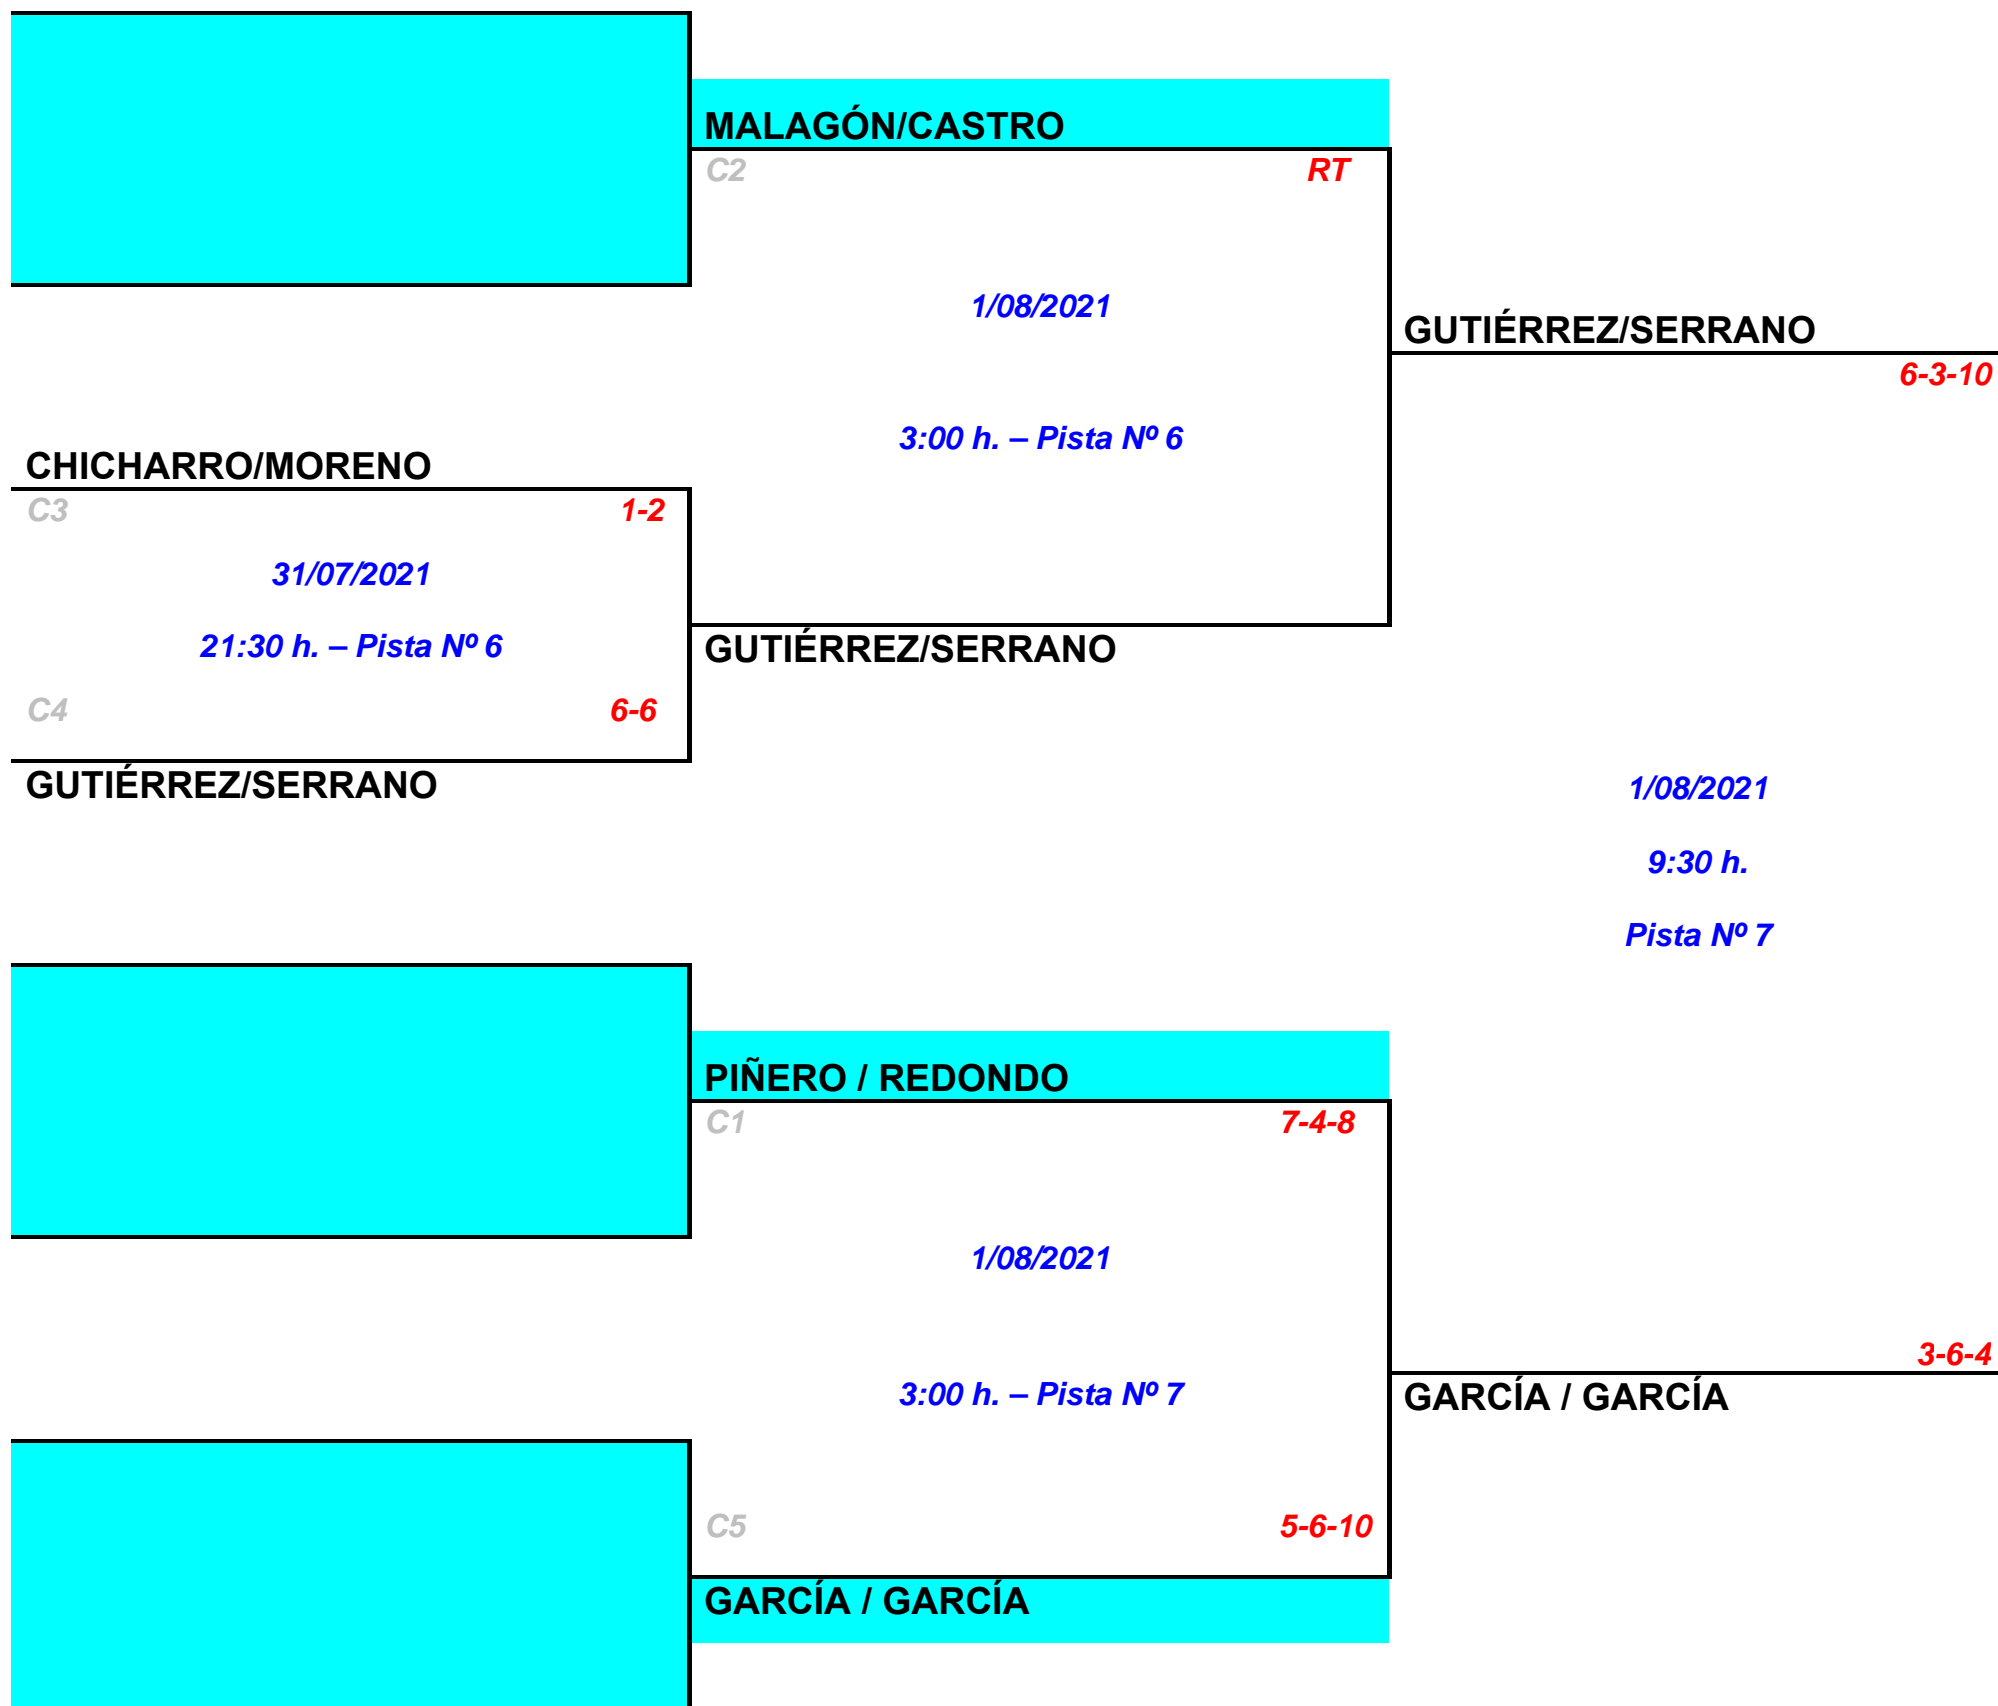 MALAGÓN/CASTRO
C2 RT
1/08/2021
GUTIÉRREZ/SERRANO
6-3-10
3:00 h. – Pista Nº 6
CHICHARRO/MORENO
C3 1-2
31/07/2021
21:30 h. – Pista Nº 6
GUTIÉRREZ/SERRANO
C4 6-6
GUTIÉRREZ/SERRANO
1/08/2021
9:30 h.
Pista Nº 7
PIÑERO / REDONDO
C1 7-4-8
1/08/2021
3-6-4
3:00 h. – Pista Nº 7
GARCÍA / GARCÍA
C5 5-6-10
GARCÍA / GARCÍA